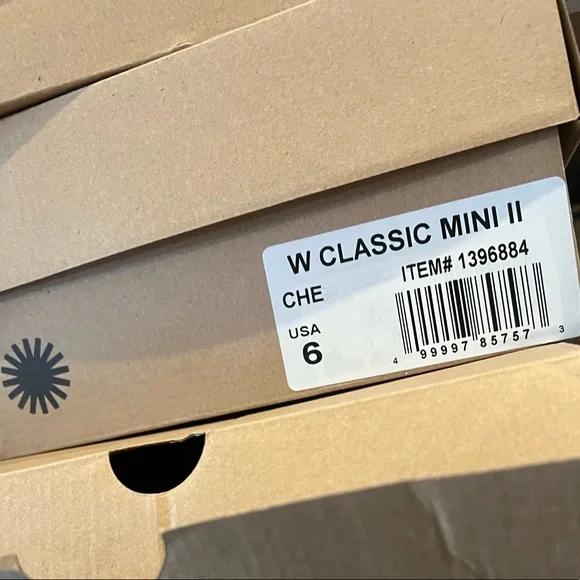 W CLASSIC MINI II
ITEM# 1396884
CHE
USA
6
4 99997 85757 3